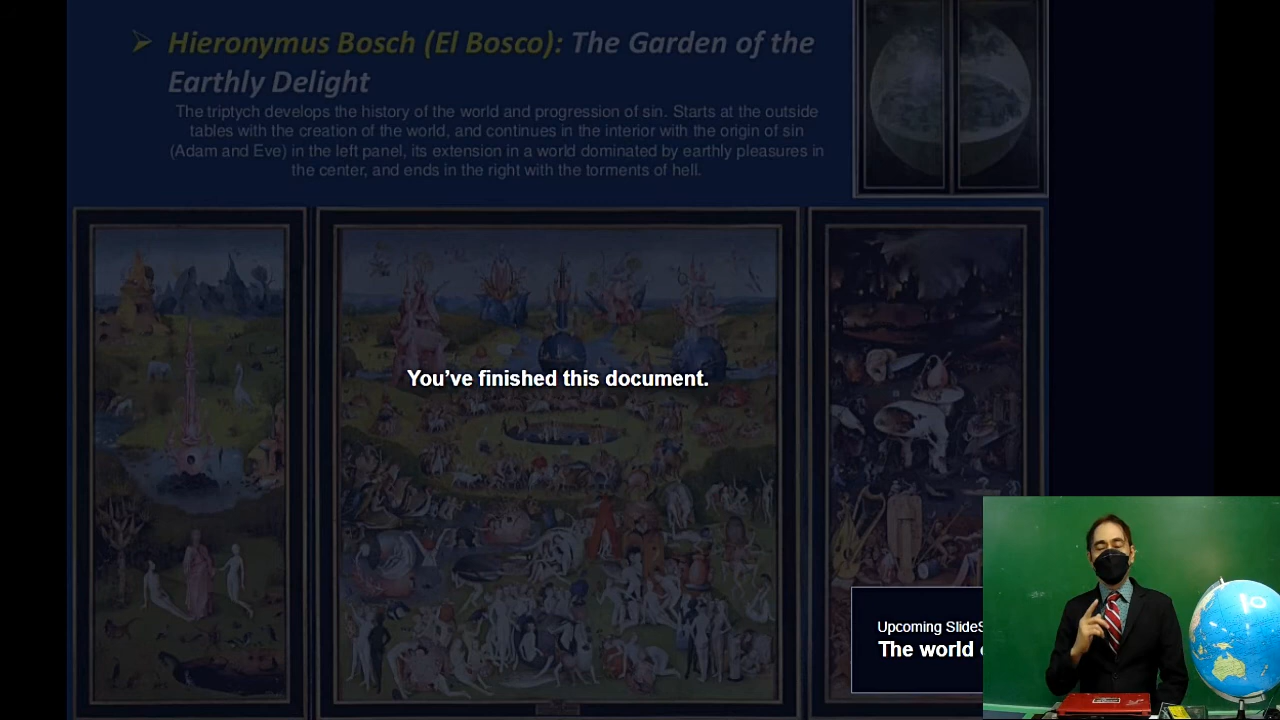 Hieronymus Bosch (El Bosco): The Garden of the
Earthly Delight
The triptych develops the history of the world and progression of sin. Starts at the outside
tables with the creation of the world, and continues in the interior with the origin of sin
(Adam and Eve) in the left panel, its extension in a world dominated by earthly pleasures in
the center, and ends in the right with the torments of hell.
You’ve finished this document.
Upcoming SlideS
The world